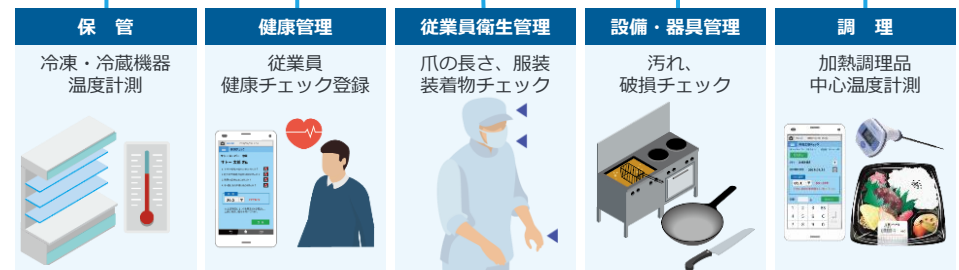 保　管
冷凍・冷蔵機器
温度計測
健康管理
従業員
健康チェック登録
従業員衛生管理
爪の長さ、服装
装着物チェック
設備・器具管理
汚れ、
破損チェック
調　理
加熱調理品
中心温度計測